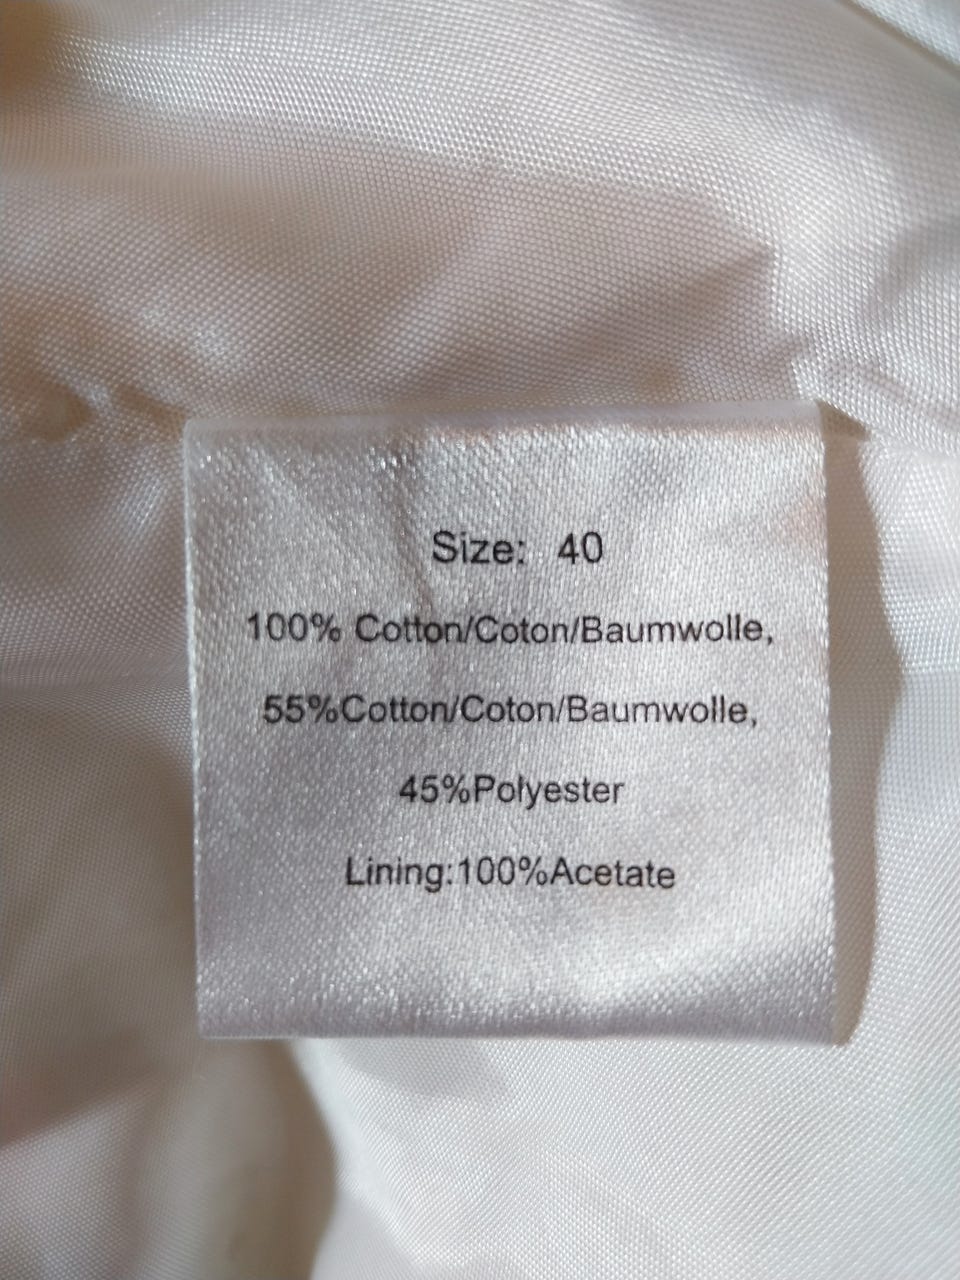 Size: 40
100% Cotton/Coton/Baumwolle,
55%Cotton/Coton/Baumwolle,
45%Polyester
Lining:100%Acetate